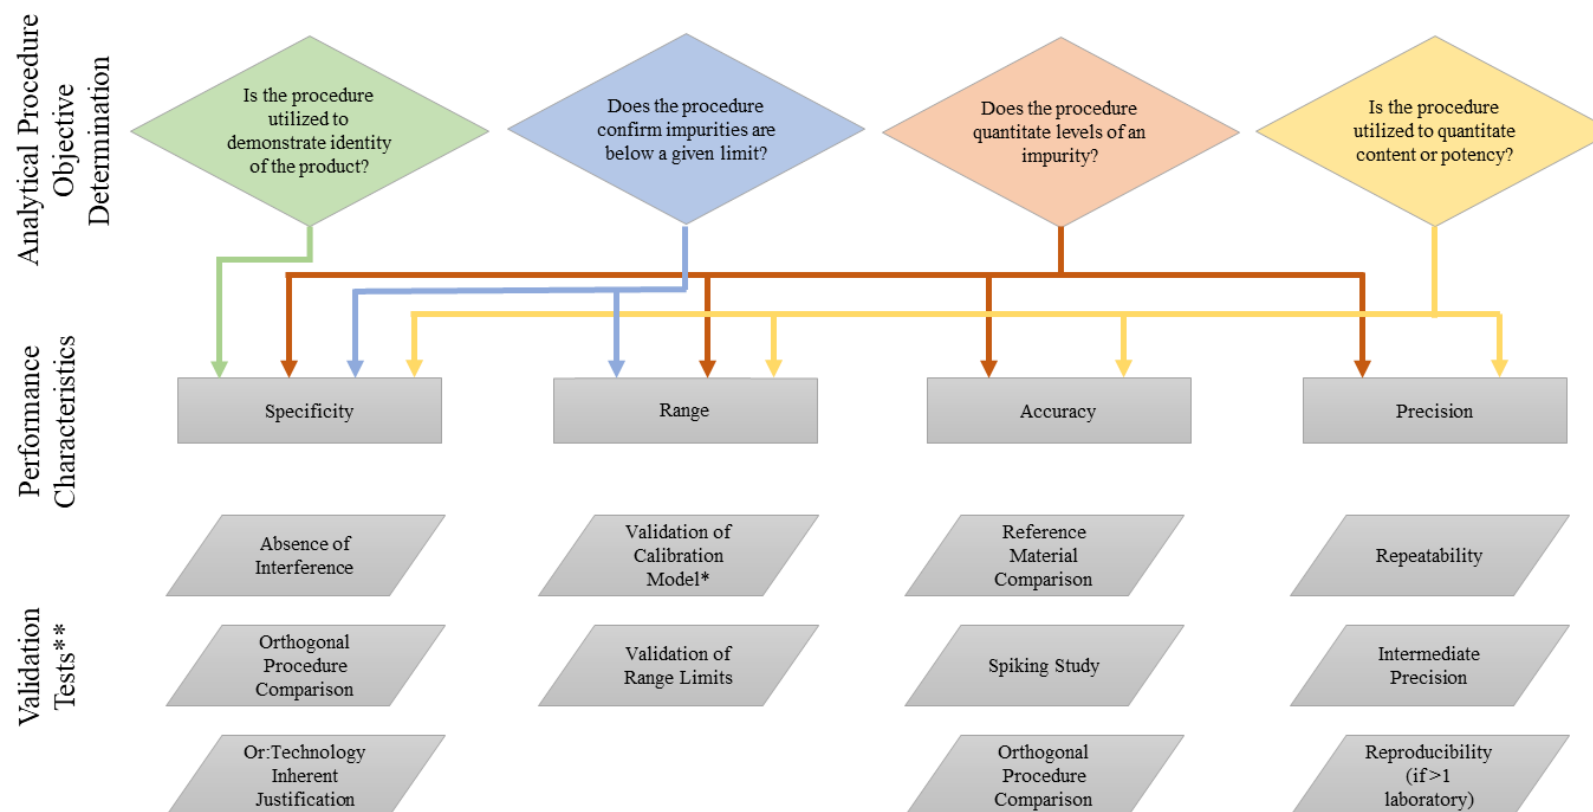 Analytical Procedure
Objective
Determination
Is the procedure
utilized to
demonstrate identity
of the product?
Does the procedure
confirm impurities are
below a given limit?
Does the procedure
quantitate levels of an
impurity?
Is the procedure
utilized to quantitate
content or potency?
Performance
Characteristics
Specificity
Range
Accuracy
Precision
Validation
Tests**
Absence of
Interference
Validation of
Calibration
Model*
Reference
Material
Comparison
Repeatability
Orthogonal
Procedure
Comparison
Validation of
Range Limits
Spiking Study
Intermediate
Precision
Or:Technology
Inherent
Justification
Orthogonal
Procedure
Comparison
Reproducibility
(if >1
laboratory)